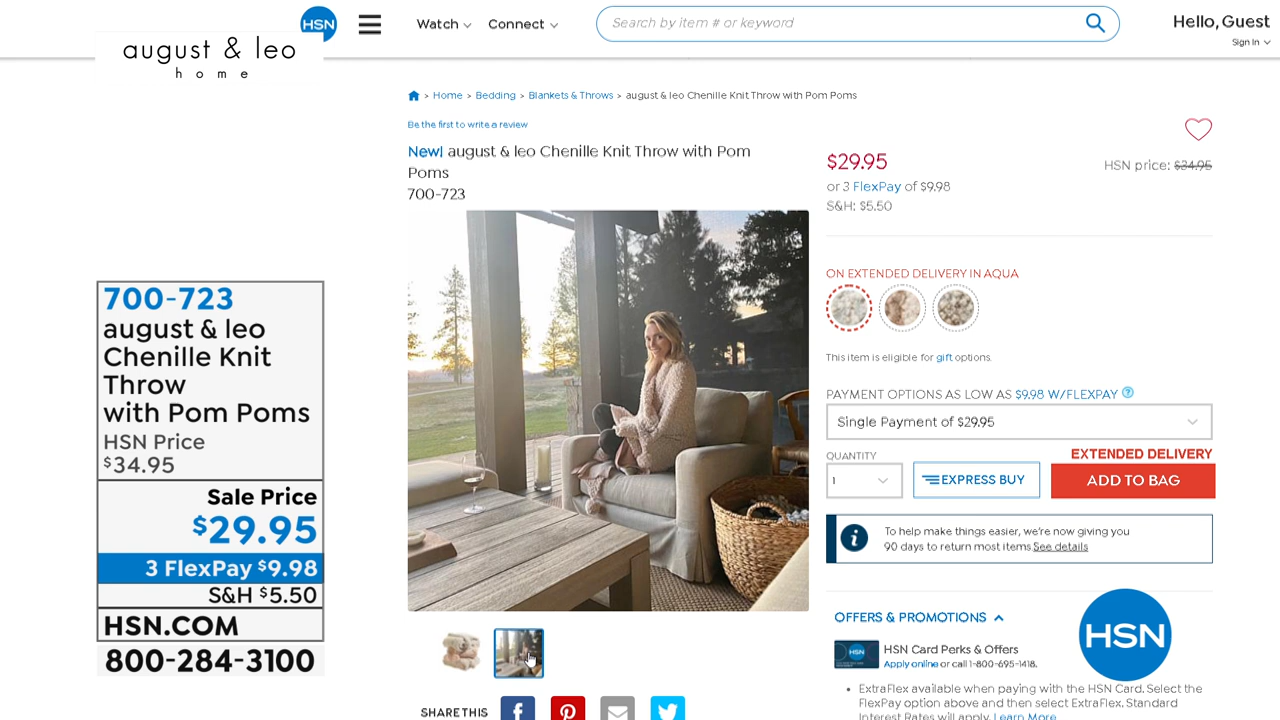 HSN
Watch
Connect
Search by item # or keyword
Hello, Guest
Sign In
august & leo
home
> Home > Bedding > Blankets & Throws > august & leo Chenille Knit Throw with Pom Poms
Be the first to write a review
New! august & leo Chenille Knit Throw with Pom
Poms
700-723
$29.95
HSN price: $34.95
or 3 FlexPay of $9.98
S&H: $5.50
ON EXTENDED DELIVERY IN AQUA
This item is eligible for gift options.
PAYMENT OPTIONS AS LOW AS $9.98 W/FLEXPAY ?
Single Payment of $29.95
EXTENDED DELIVERY
QUANTITY
1
EXPRESS BUY
ADD TO BAG
i
To help make things easier, we're now giving you
90 days to return most items See details
OFFERS & PROMOTIONS
HSN
HSN Card Perks & Offers
Apply online or call 1-800-695-1418.
HSN
• ExtraFlex available when paying with the HSN Card. Select the
FlexPay option above and then select ExtraFlex. Standard
Interest Rates will apply. Learn More
700-723
august & leo
Chenille Knit
Throw
with Pom Poms
HSN Price
$34.95
Sale Price
$29.95
3 FlexPay $9.98
S&H $5.50
HSN.COM
800-284-3100
SHARE THIS